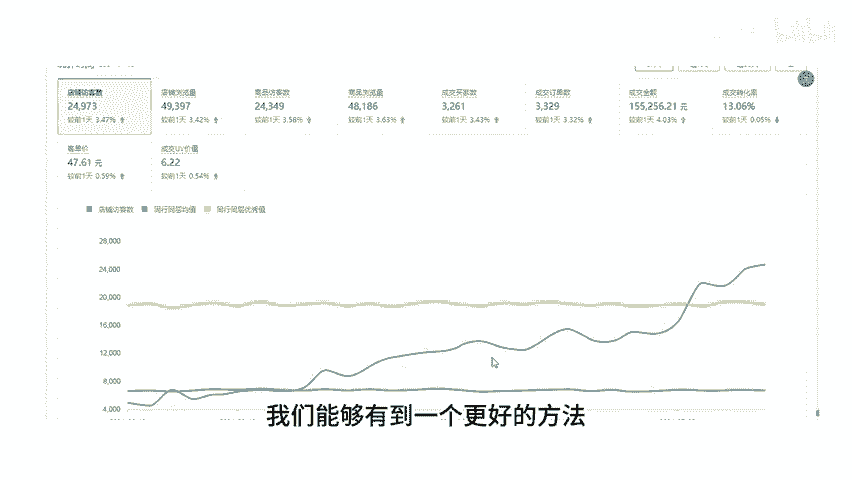 店铺访客数 店铺浏览量 商品访客数 商品浏览量 成交买家数 成交订单数 成交金额 成交转化率
24,973 49,397 24,349 48,186 3,261 3,329 155,256.21 元 13.06%
较前1天 3.47% 较前1天 3.42% 较前1天 3.58% 较前1天 3.63% 较前1天 3.43% 较前1天 3.32% 较前1天 4.03% 较前1天 0.05%
客单价 成交UV价值
47.61 元 6.22
较前1天 0.59% 较前1天 0.54%
店铺访客数 同行同层均值 同行同层优秀值
28,000
24,000
20,000
16,000
12,000
8,000
4,000
我们能够有到一个更好的方法